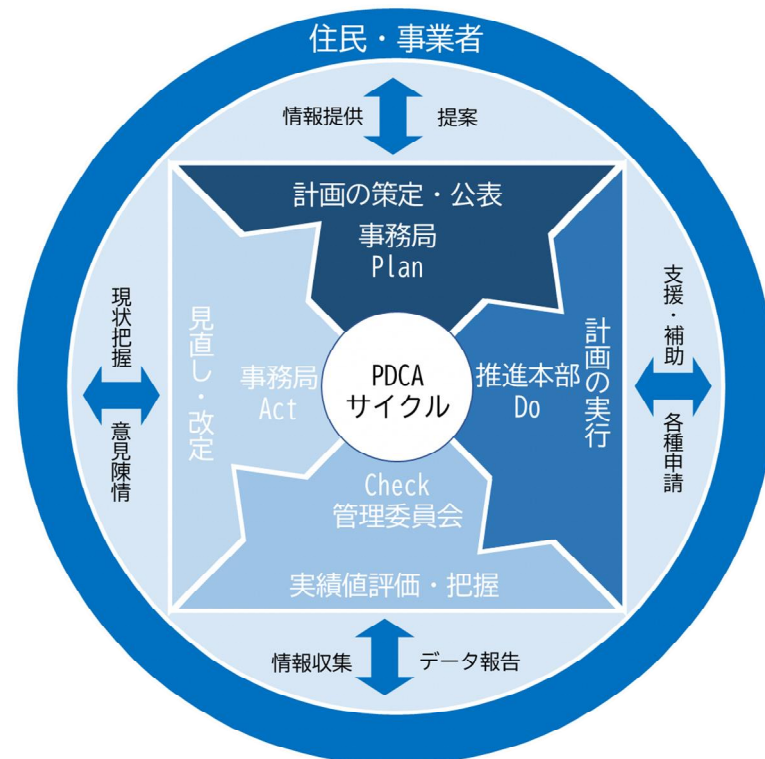 住民・事業者
情報提供
提案
計画の策定・公表
事務局
Plan
現状把握
意見陳情
見直し・改定
事務局
Act
PDCA
サイクル
推進本部
Do
計画の実行
支援・補助
各種申請
Check
管理委員会
実績値評価・把握
情報収集
データ報告